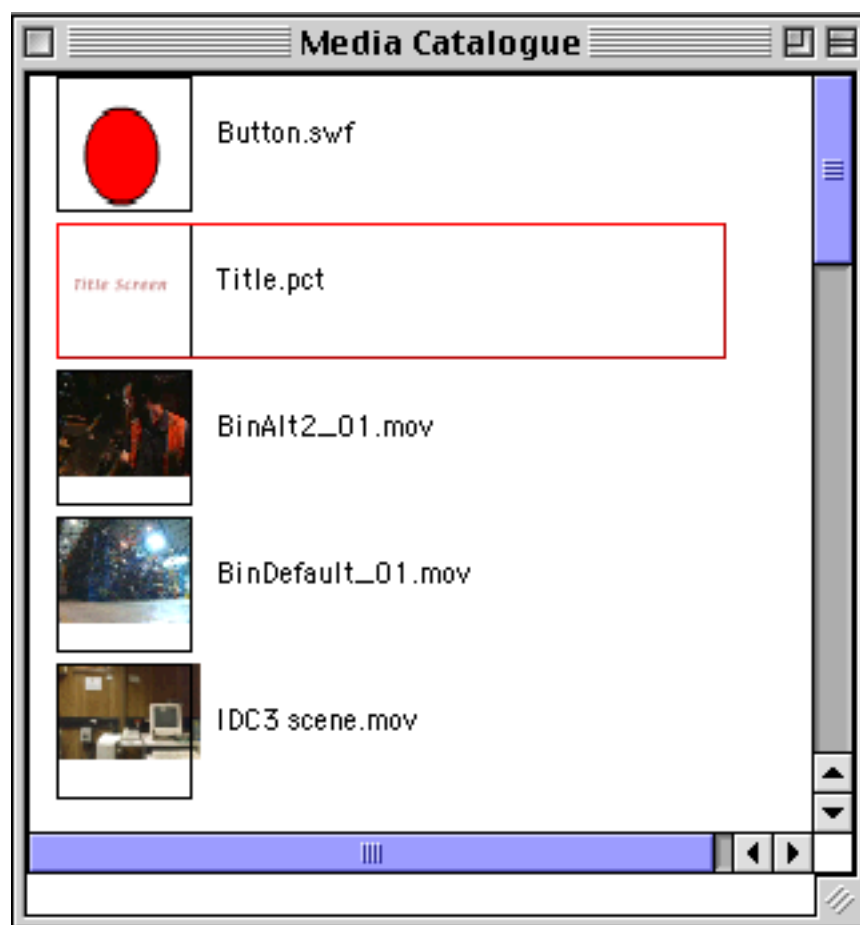 Media Catalogue
Button.swf
Title Screen
Title.pct
BinAlt2_01.mov
BinDefault_01.mov
IDC3 scene.mov